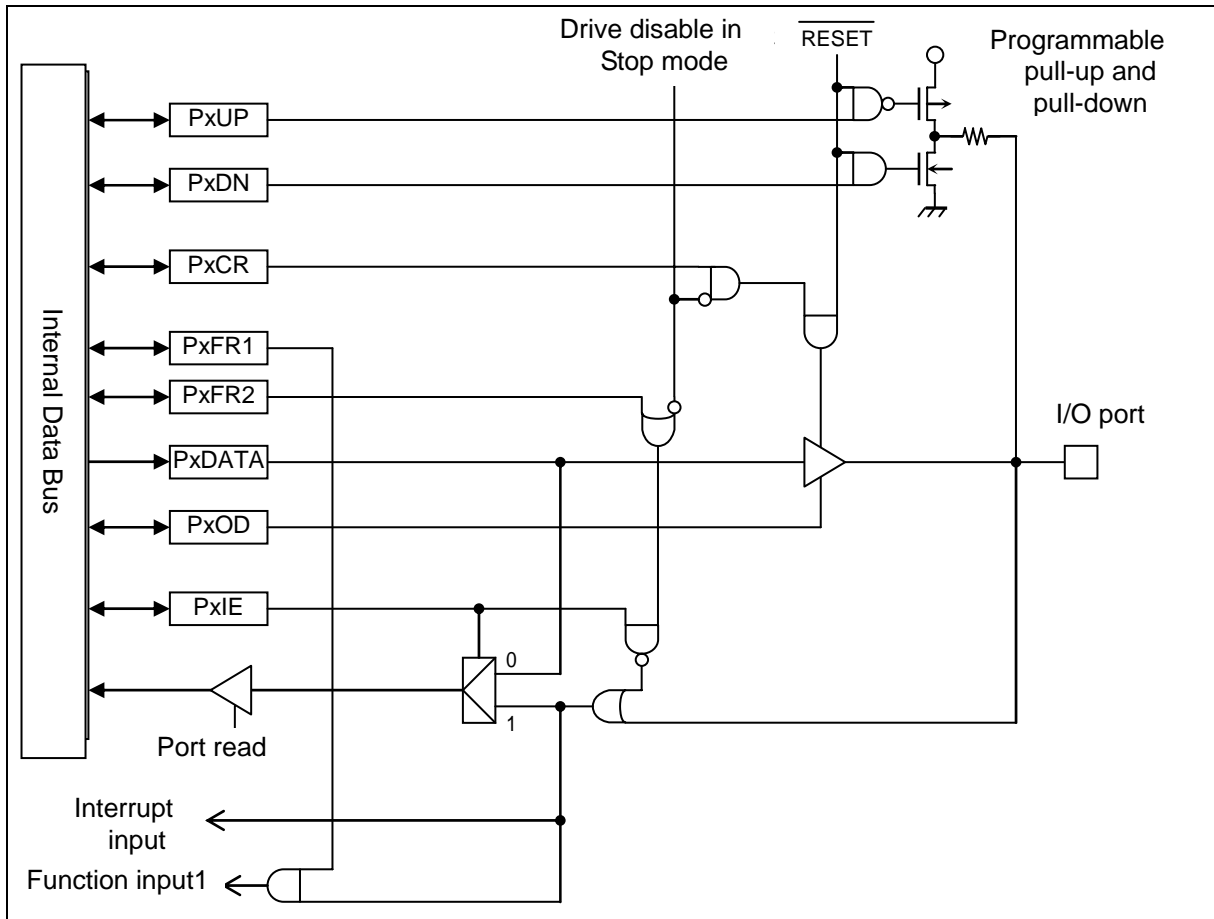 Drive disable in
Stop mode
RESET
Programmable
pull-up and
pull-down
PxUP
PxDN
PxCR
PxFR1
PxFR2
PxDATA
PxOD
PxIE
Internal Data Bus
I/O port
0
1
Port read
Interrupt
input
Function input1